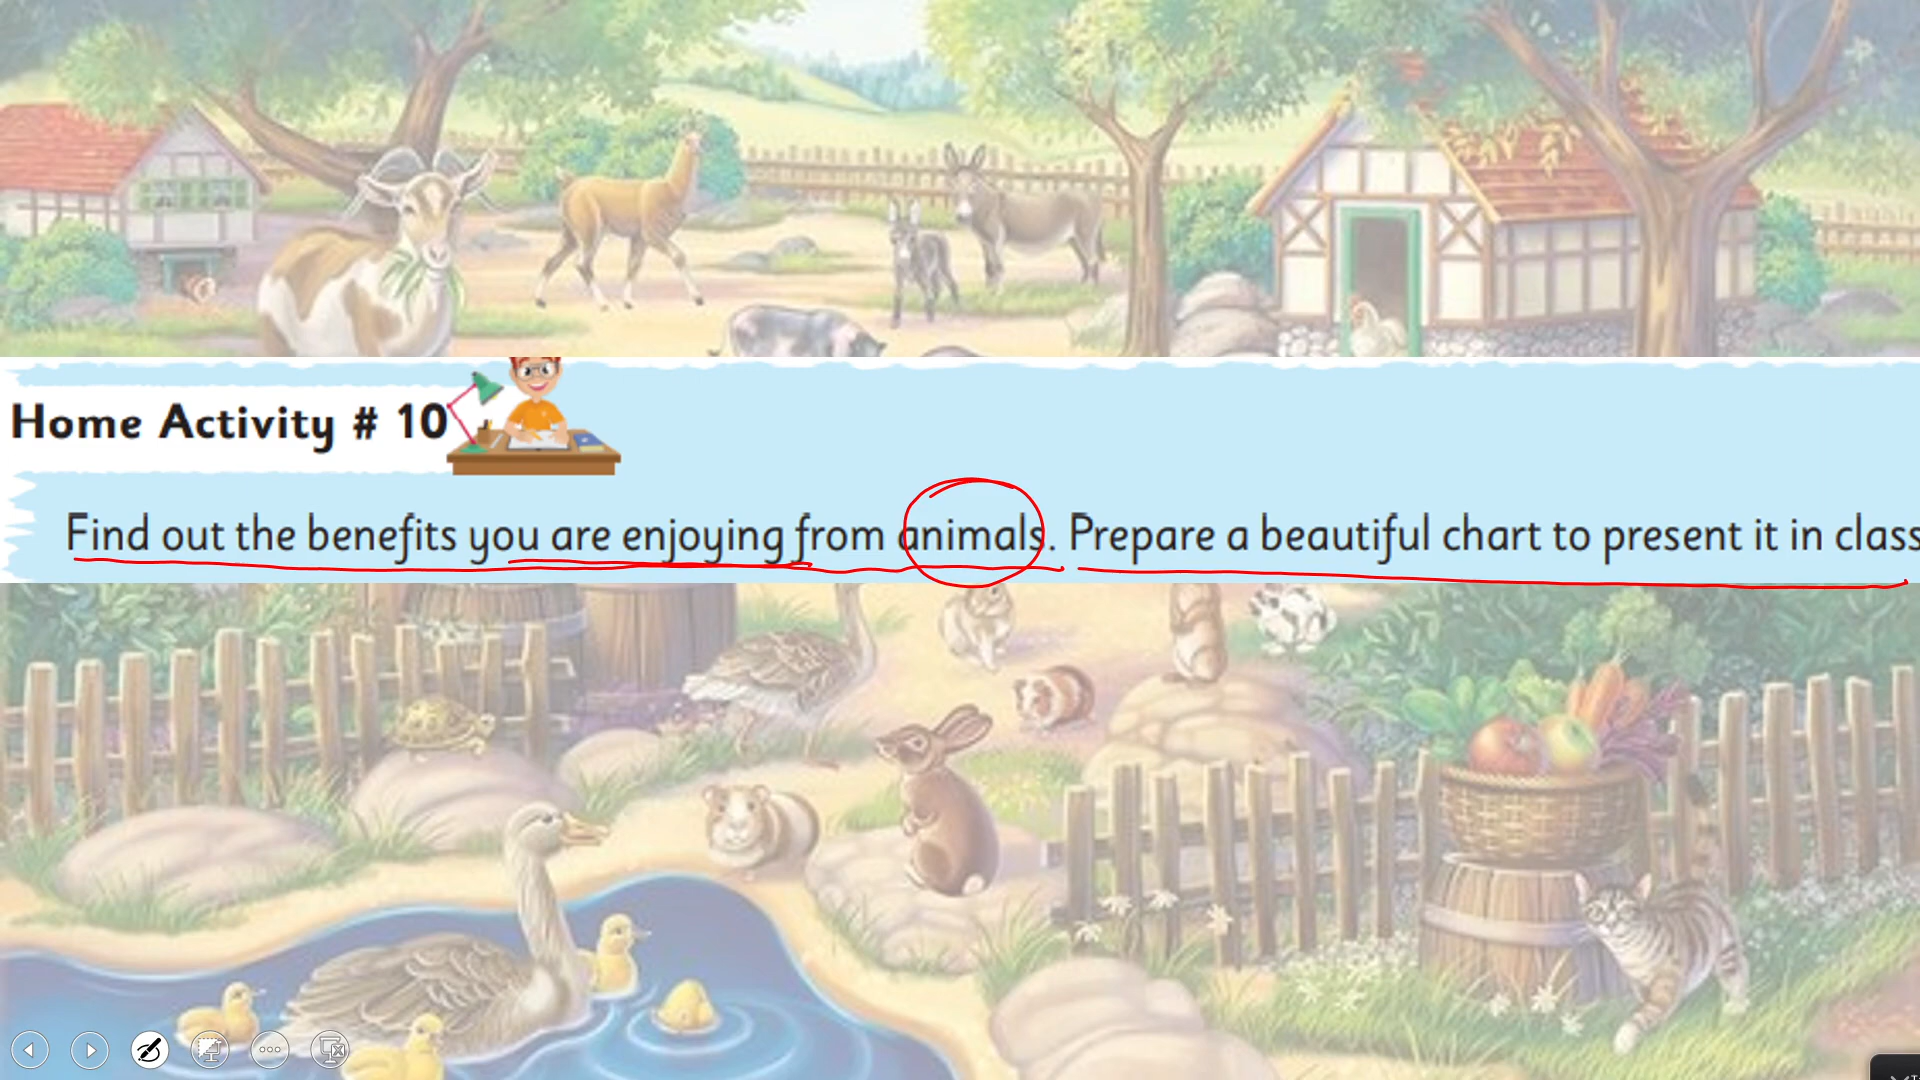 Home Activity # 10
Find out the benefits you are enjoying from animals. Prepare a beautiful chart to present it in class